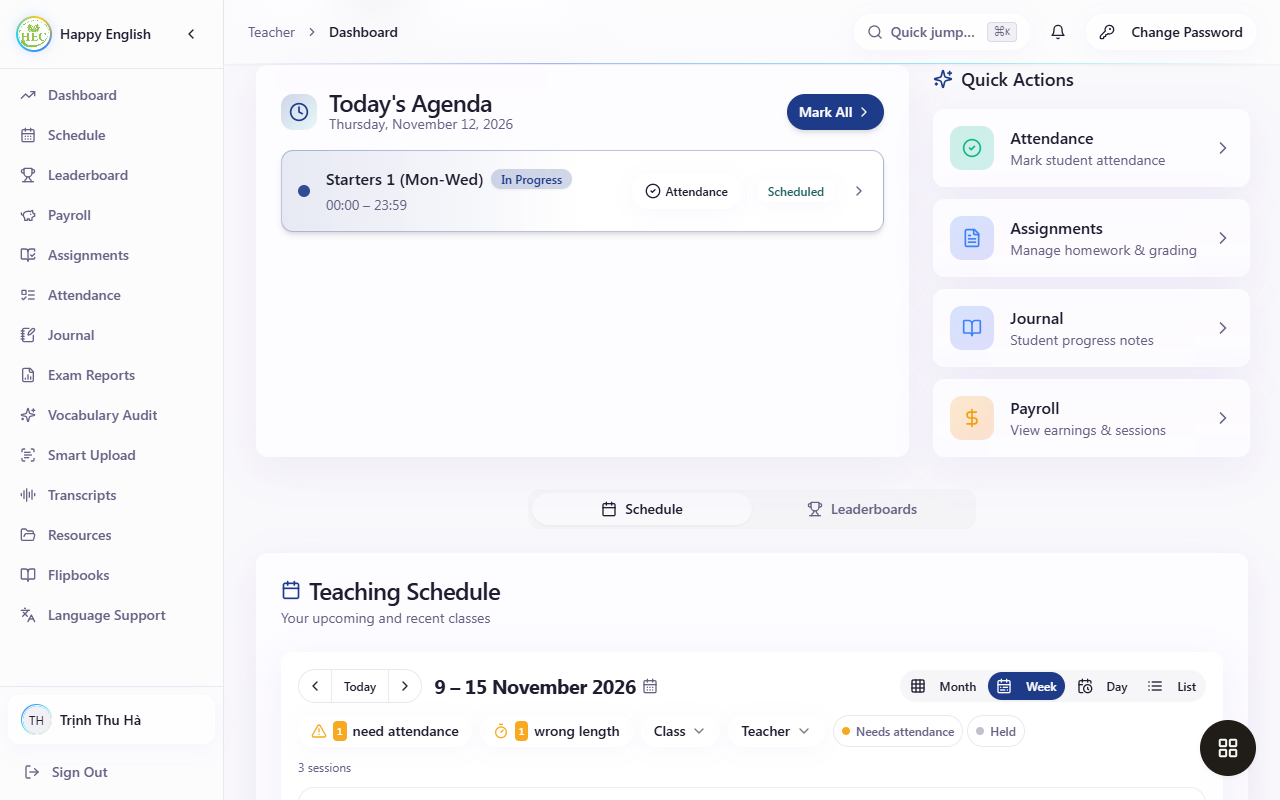 HEC
Happy English
Dashboard
Schedule
Leaderboard
Payroll
Assignments
Attendance
Journal
Exam Reports
Vocabulary Audit
Smart Upload
Transcripts
Resources
Flipbooks
Language Support
TH
Trịnh Thu Hà
Sign Out
Teacher
Dashboard
Quick jump...
⌘K
Change Password
Today's Agenda
Thursday, November 12, 2026
Mark All
Starters 1 (Mon-Wed)
In Progress
00:00 – 23:59
Attendance
Scheduled
Quick Actions
Attendance
Mark student attendance
Assignments
Manage homework & grading
Journal
Student progress notes
Payroll
View earnings & sessions
Schedule
Leaderboards
Teaching Schedule
Your upcoming and recent classes
Today
9 – 15 November 2026
Month
Week
Day
List
1 need attendance
1 wrong length
Class
Teacher
Needs attendance
Held
3 sessions